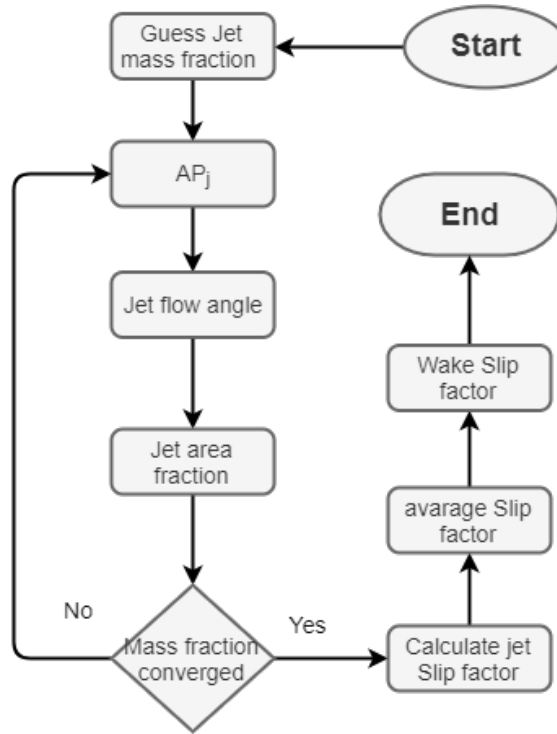 Start
Guess Jet
mass fraction
APj
Jet flow angle
Jet area
fraction
Mass fraction
converged
No
Yes
Calculate jet
Slip factor
avarage Slip
factor
Wake Slip
factor
End